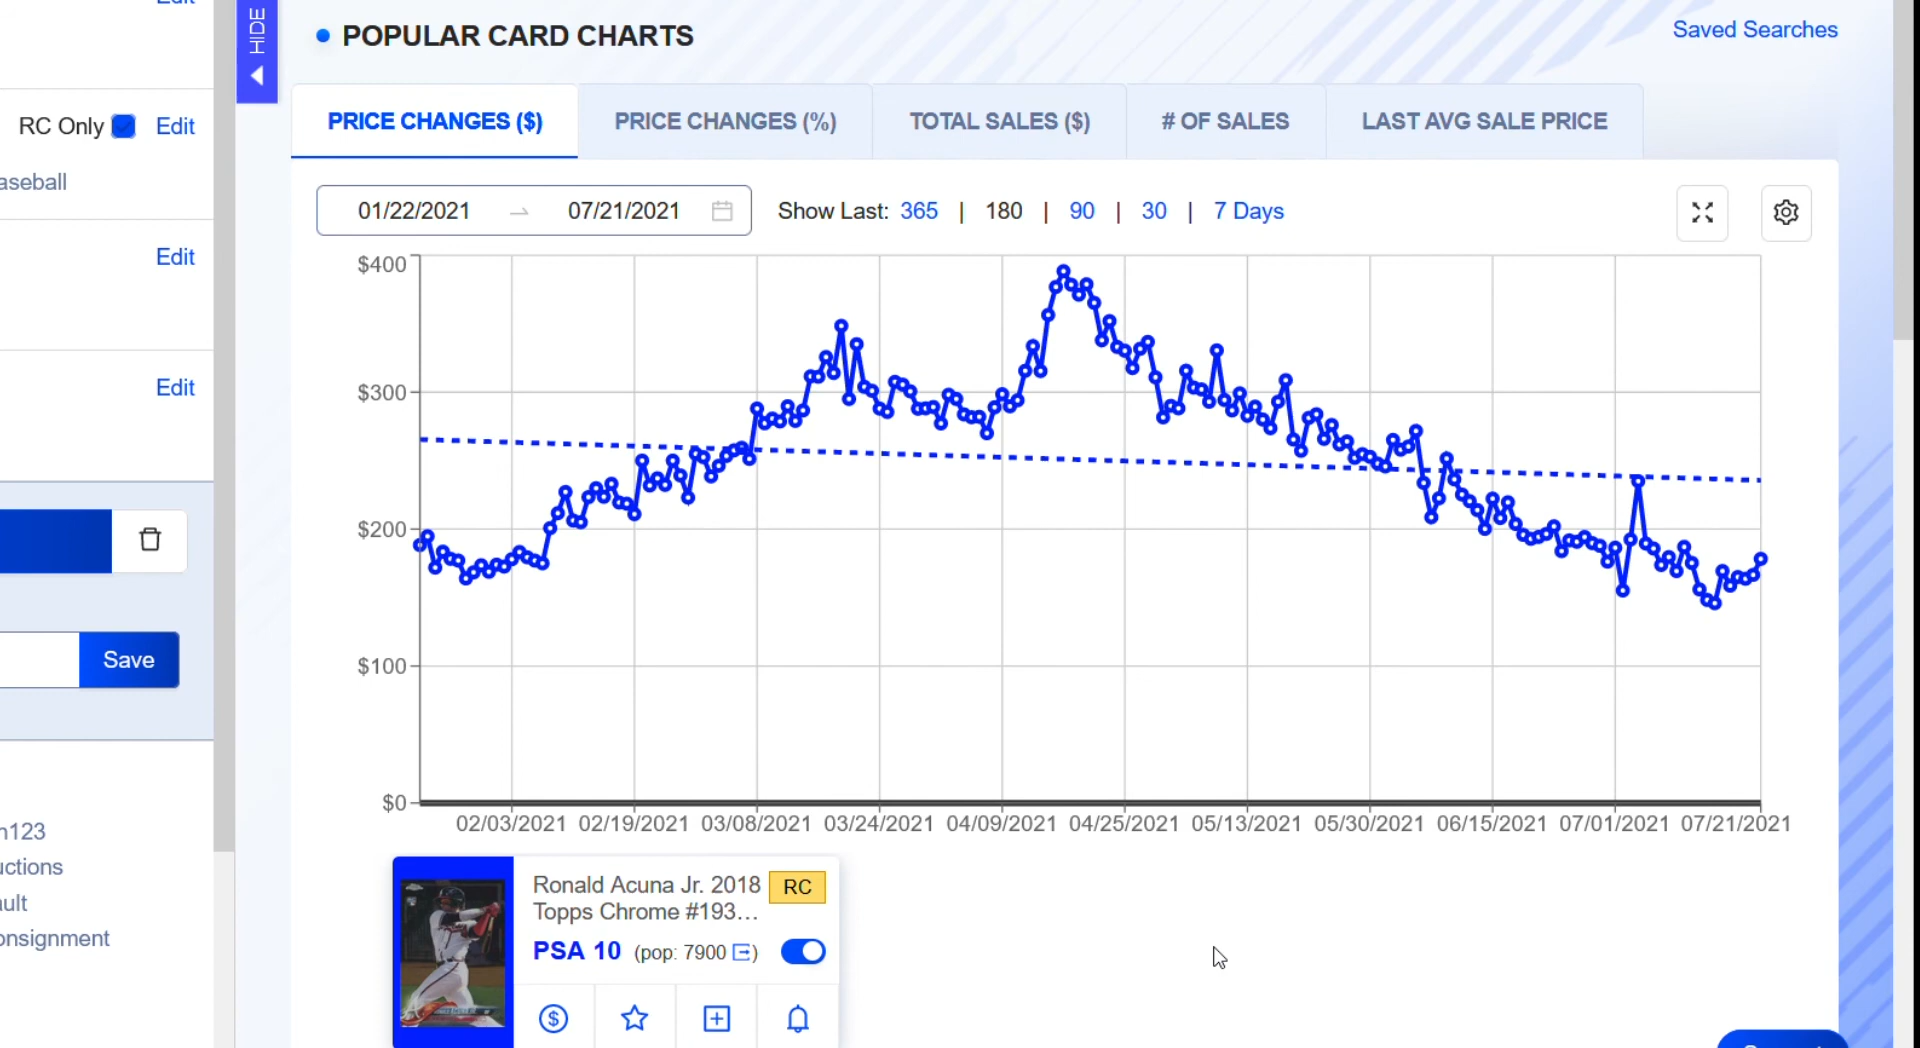 Edit
HIDE
POPULAR CARD CHARTS
Saved Searches
RC Only
Edit
aseball
Edit
Edit
Save
n123
uctions
ault
onsignment
PRICE CHANGES ($)
PRICE CHANGES (%)
TOTAL SALES ($)
# OF SALES
LAST AVG SALE PRICE
01/22/2021 → 07/21/2021
Show Last: 365 | 180 | 90 | 30 | 7 Days
$400
$300
$200
$100
$0
02/03/2021 02/19/2021 03/08/2021 03/24/2021 04/09/2021 04/25/2021 05/13/2021 05/30/2021 06/15/2021 07/01/2021 07/21/2021
Ronald Acuna Jr. 2018 RC
Topps Chrome #193...
PSA 10 (pop: 7900)